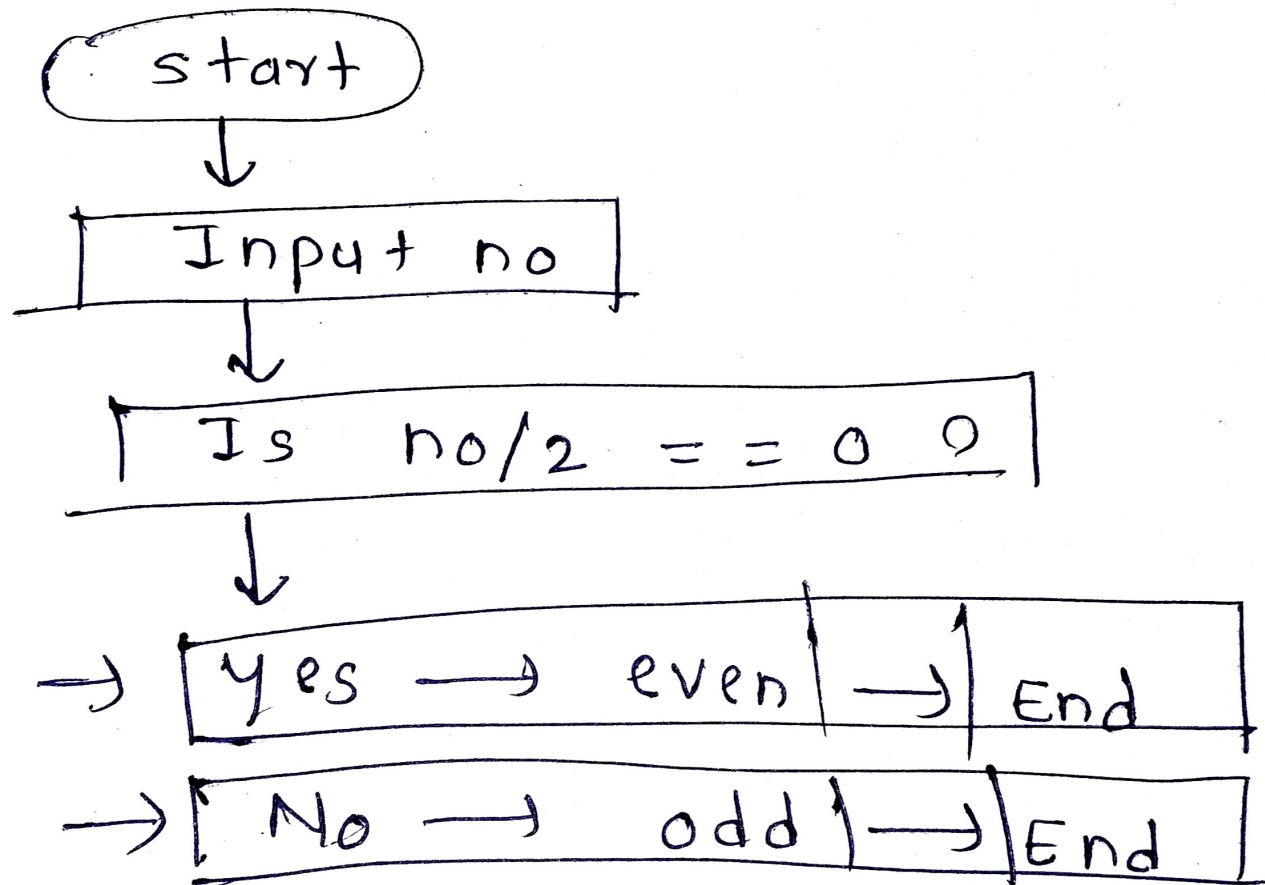 start
Input no
Is no/2 == 0 ?
Yes → even → End
No → odd → End